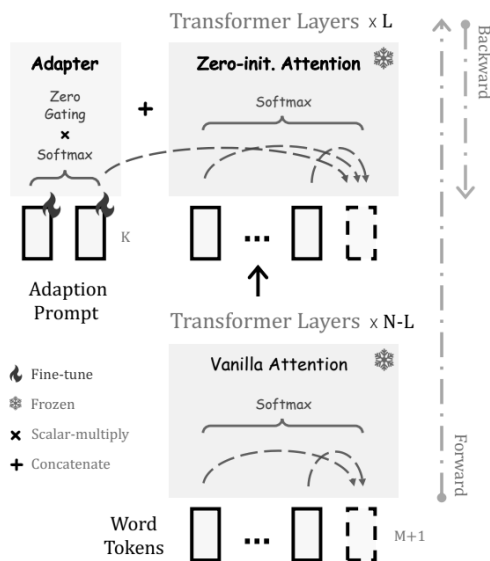 Transformer Layers x L
Adapter
Zero
Gating
×
Softmax
+
Zero-init. Attention
Softmax
Backward
K
...
Adaption
Prompt
Transformer Layers x N-L
Vanilla Attention
Softmax
Fine-tune
Frozen
× Scalar-multiply
+ Concatenate
Forward
Word
Tokens
...
M+1